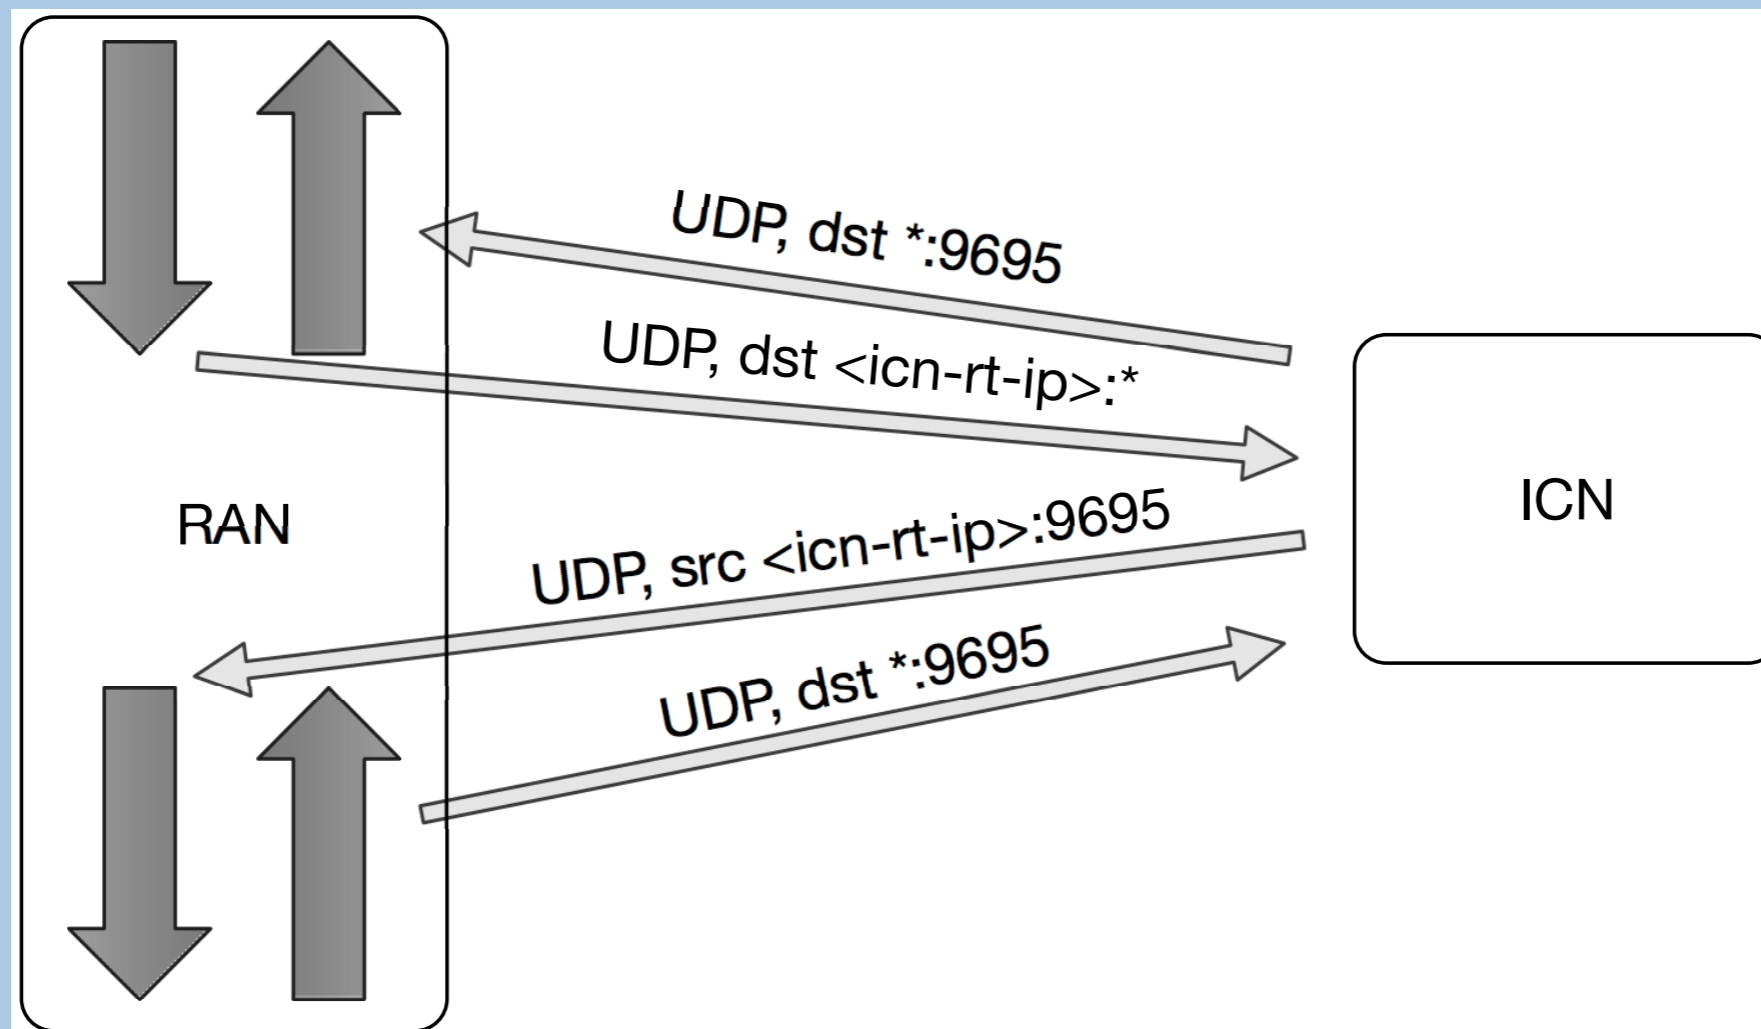 UDP, dst *:9695
UDP, dst <icn-rt-ip>:*
RAN
ICN
UDP, src <icn-rt-ip>:9695
UDP, dst *:9695